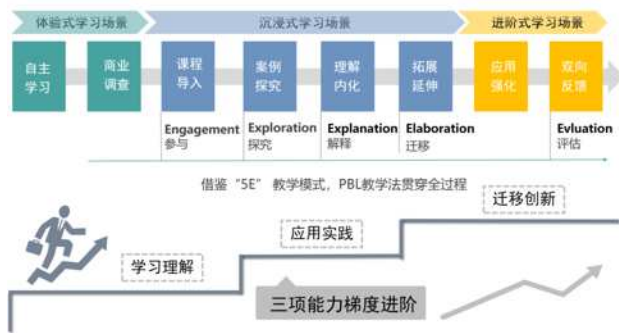 体验式学习场景
沉浸式学习场景
进阶式学习场景
自主
学习
商业
调查
课程
导入
案例
探究
理解
内化
拓展
延伸
应用
强化
双向
反馈
Engagement
参与
Exploration
探究
Explanation
解释
Elaboration
迁移
Evluation
评估
借鉴“5E”教学模式，PBL教学法贯穿全过程
迁移创新
应用实践
学习理解
三项能力梯度进阶